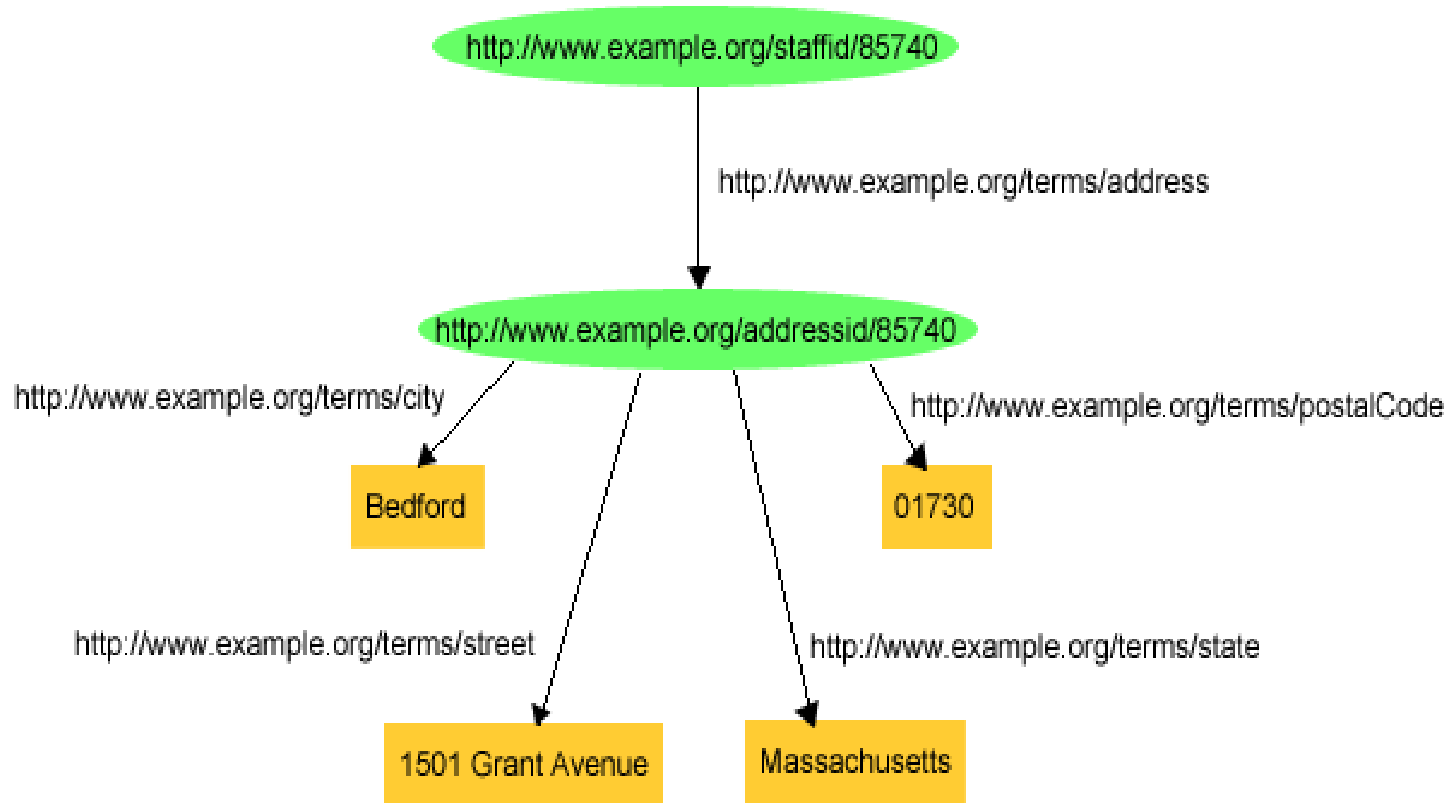 http://www.example.org/staffid/85740
http://www.example.org/terms/address
http://www.example.org/addressid/85740
http://www.example.org/terms/city
http://www.example.org/terms/postalCode
Bedford
01730
http://www.example.org/terms/street
http://www.example.org/terms/state
1501 Grant Avenue
Massachusetts